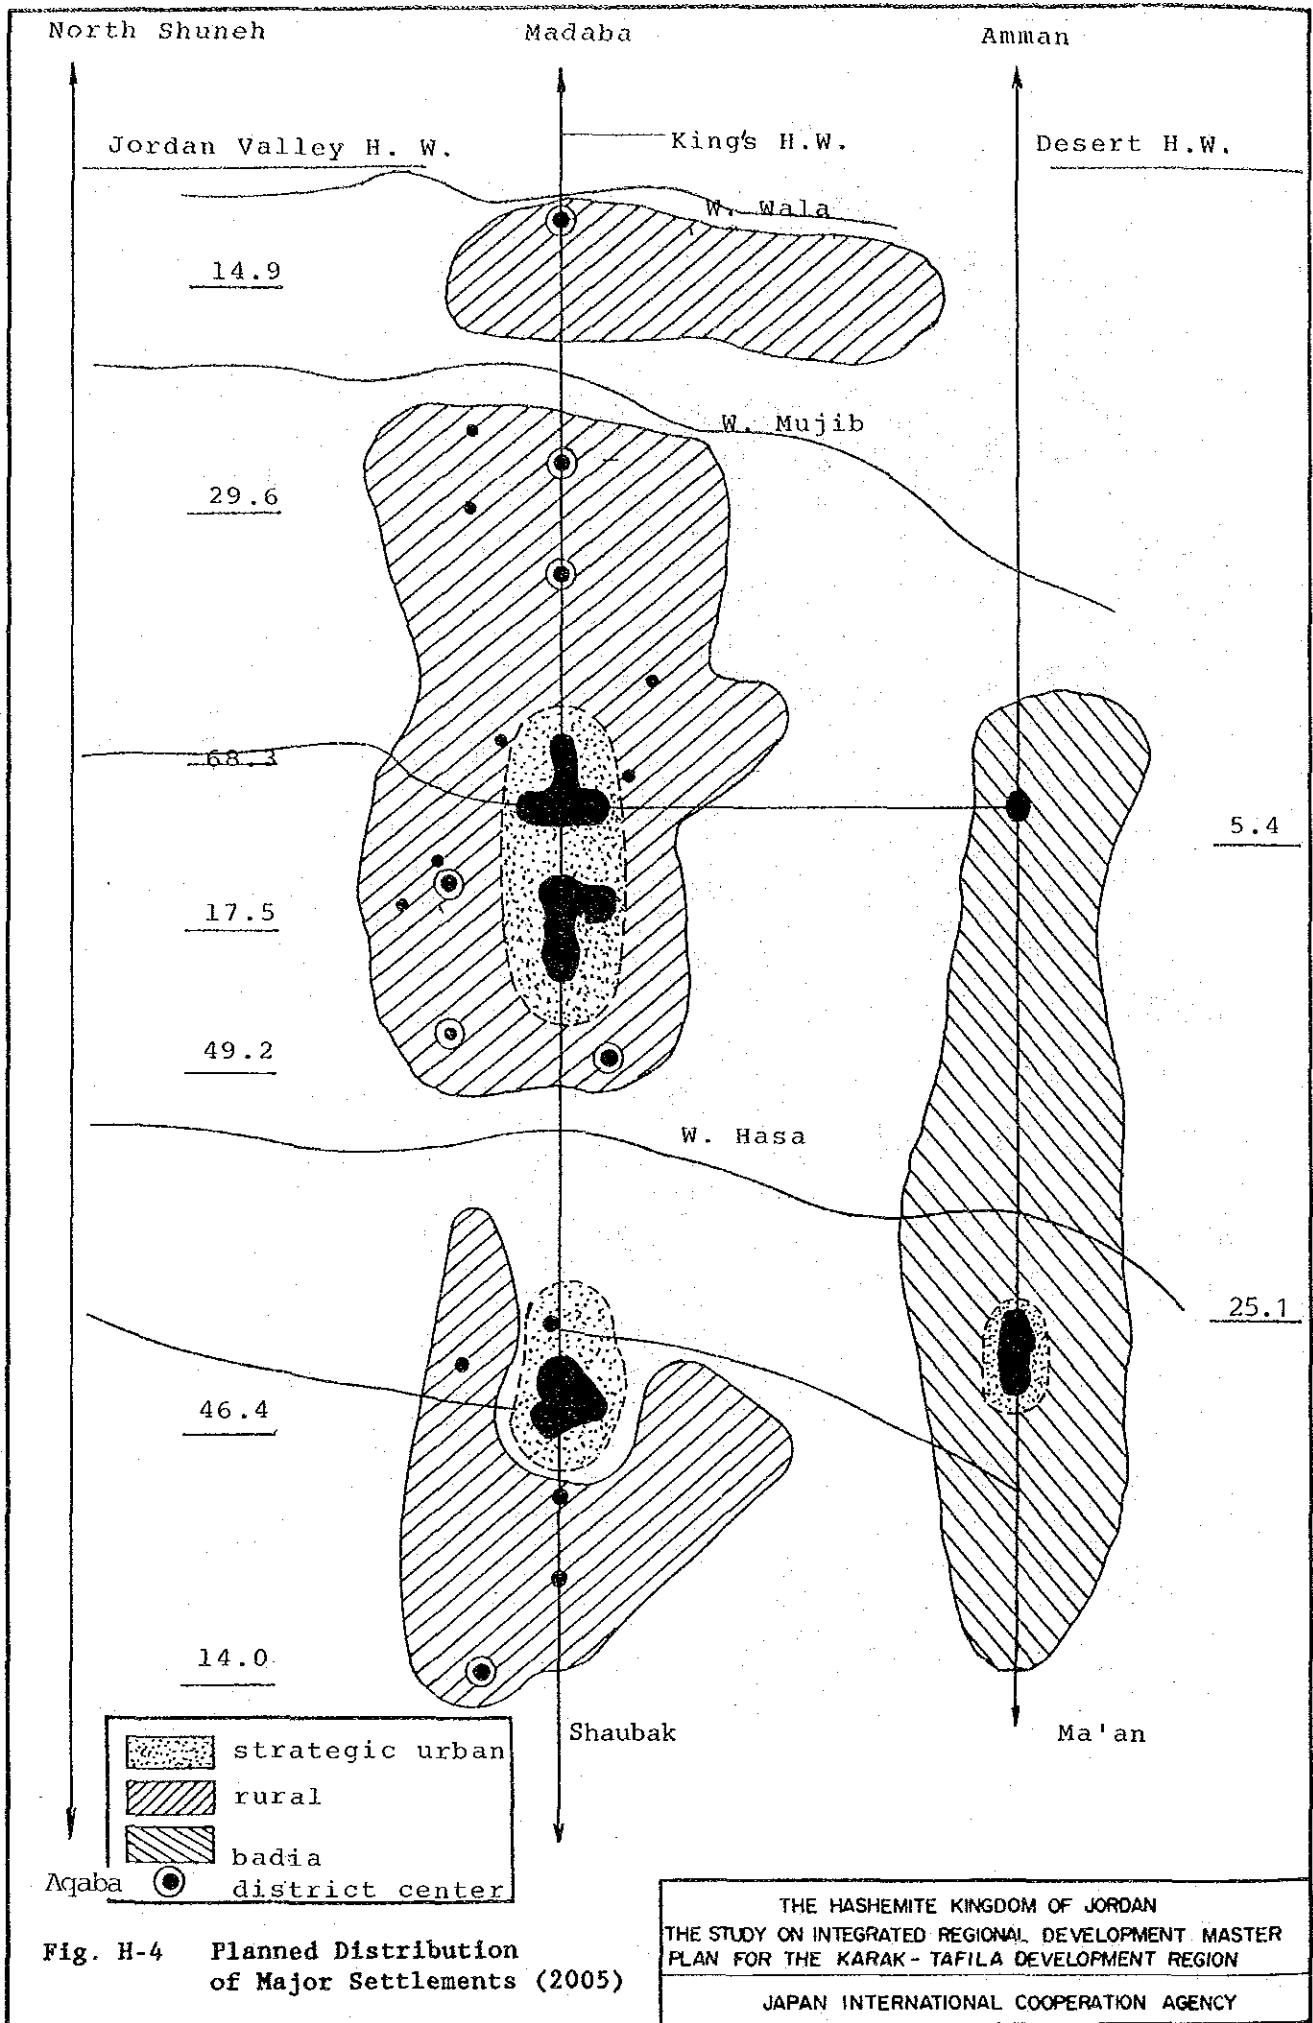 North Shuneh
Madaba
Amman
Jordan Valley H. W.
King's H.W.
Desert H.W.
W. Wala
14.9
W. Mujib
29.6
68.3
5.4
17.5
49.2
W. Hasa
25.1
46.4
14.0
Shaubak
Ma'an
strategic urban
rural
badia
district center
Aqaba
Fig. H-4 Planned Distribution
of Major Settlements (2005)
THE HASHEMITE KINGDOM OF JORDAN
THE STUDY ON INTEGRATED REGIONAL DEVELOPMENT MASTER
PLAN FOR THE KARAK - TAFILA DEVELOPMENT REGION
JAPAN INTERNATIONAL COOPERATION AGENCY